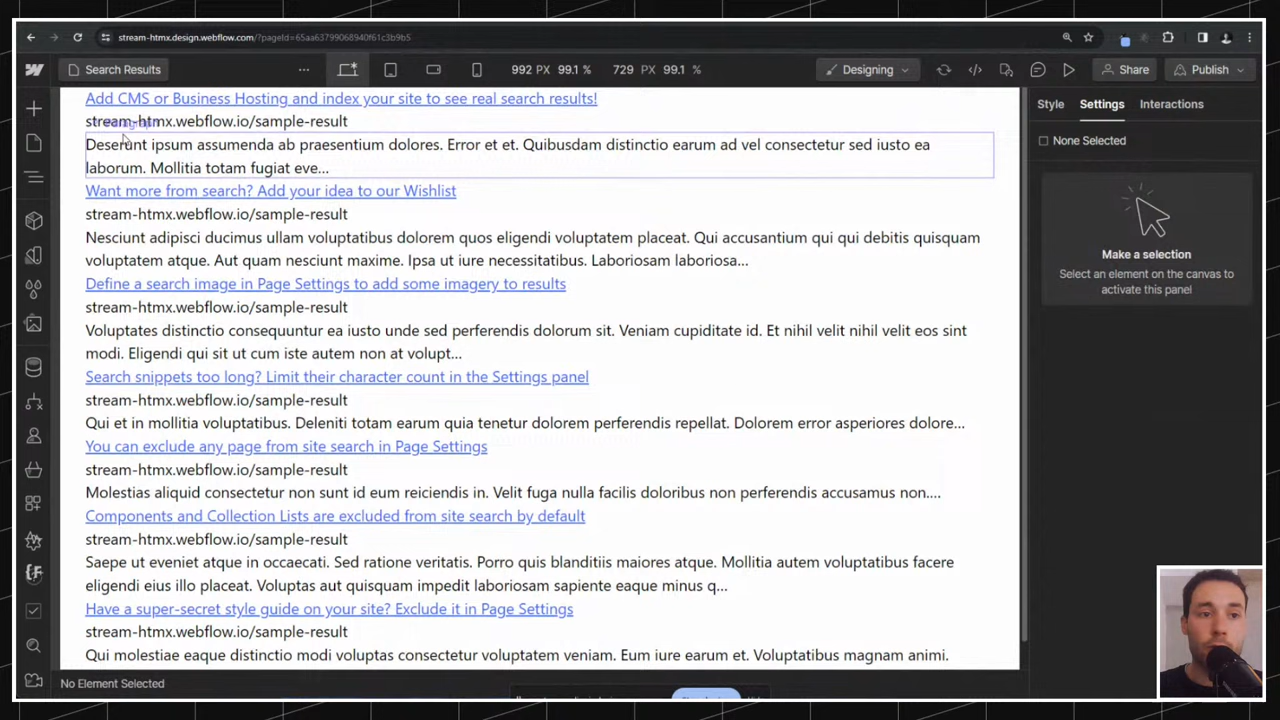 stream-htmx.design.webflow.com/?pageId=65aa63799068940f61c3b9b5
Search Results
992 PX 99.1 %
729 PX 99.1 %
Designing
Share
Publish
Add CMS or Business Hosting and index your site to see real search results!
stream-htmx.webflow.io/sample-result
Paragraph
Deserunt ipsum assumenda ab praesentium dolores. Error et et. Quibusdam distinctio earum ad vel consectetur sed iusto ea
laborum. Mollitia totam fugiat eve...
Want more from search? Add your idea to our Wishlist
stream-htmx.webflow.io/sample-result
Nesciunt adipisci ducimus ullam voluptatibus dolorem quos eligendi voluptatem placeat. Qui accusantium qui qui debitis quisquam
voluptatem atque. Aut quam nesciunt maxime. Ipsa ut iure necessitatibus. Laboriosam laboriosa...
Define a search image in Page Settings to add some imagery to results
stream-htmx.webflow.io/sample-result
Voluptates distinctio consequuntur ea iusto unde sed perferendis dolorum sit. Veniam cupiditate id. Et nihil velit nihil velit eos sint
modi. Eligendi qui sit ut cum iste autem non at volupt...
Search snippets too long? Limit their character count in the Settings panel
stream-htmx.webflow.io/sample-result
Qui et in mollitia voluptatibus. Deleniti totam earum quia tenetur dolorem perferendis repellat. Dolorem error asperiores dolore...
You can exclude any page from site search in Page Settings
stream-htmx.webflow.io/sample-result
Molestias aliquid consectetur non sunt id eum reiciendis in. Velit fuga nulla facilis doloribus non perferendis accusamus non....
Components and Collection Lists are excluded from site search by default
stream-htmx.webflow.io/sample-result
Saepe ut eveniet atque in occaecati. Sed ratione veritatis. Porro quis blanditiis maiores atque. Mollitia autem voluptatibus facere
eligendi eius illo placeat. Voluptas aut quisquam impedit laboriosam sapiente eaque minus q...
Have a super-secret style guide on your site? Exclude it in Page Settings
stream-htmx.webflow.io/sample-result
Qui molestiae eaque distinctio modi voluptas consectetur voluptatem veniam. Eum iure earum et. Voluptatibus magnam animi.
No Element Selected
Style
Settings
Interactions
None Selected
Make a selection
Select an element on the canvas to
activate this panel